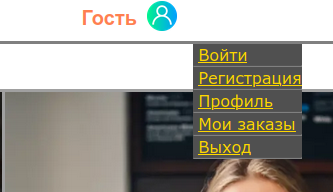 Гость
Войти
Регистрация
Профиль
Мои заказы
Выход